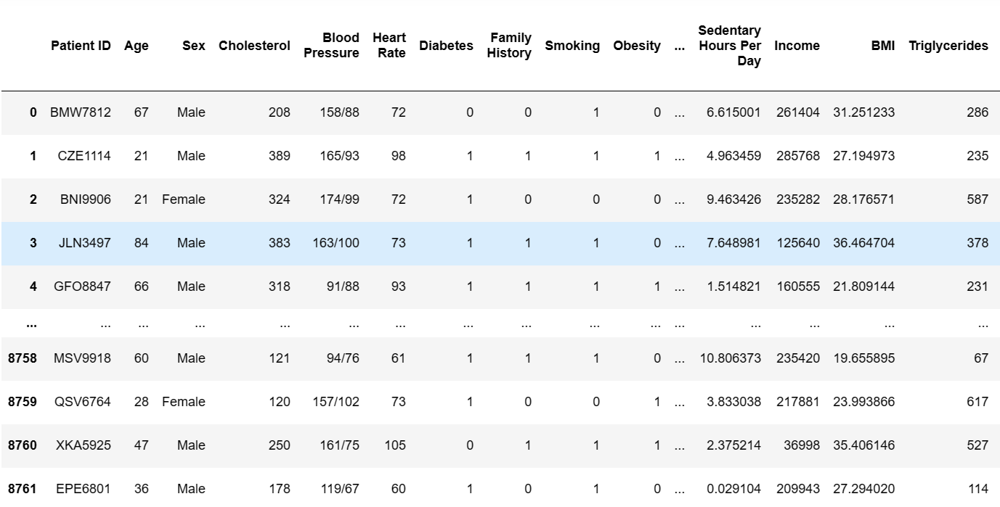 Patient ID Age Sex Cholesterol Blood Pressure Heart Rate Diabetes Family History Smoking Obesity ... Sedentary Hours Per Day Income BMI Triglycerides
0 BMW7812 67 Male 208 158/88 72 0 0 1 0 ... 6.615001 261404 31.251233 286
1 CZE1114 21 Male 389 165/93 98 1 1 1 1 ... 4.963459 285768 27.194973 235
2 BNI9906 21 Female 324 174/99 72 1 0 0 0 ... 9.463426 235282 28.176571 587
3 JLN3497 84 Male 383 163/100 73 1 1 1 0 ... 7.648981 125640 36.464704 378
4 GFO8847 66 Male 318 91/88 93 1 1 1 1 ... 1.514821 160555 21.809144 231
... ... ... ... ... ... ... ... ... ... ... ... ... ... ... ...
8758 MSV9918 60 Male 121 94/76 61 1 1 1 0 ... 10.806373 235420 19.655895 67
8759 QSV6764 28 Female 120 157/102 73 1 0 0 1 ... 3.833038 217881 23.993866 617
8760 XKA5925 47 Male 250 161/75 105 0 1 1 1 ... 2.375214 36998 35.406146 527
8761 EPE6801 36 Male 178 119/67 60 1 0 1 0 ... 0.029104 209943 27.294020 114